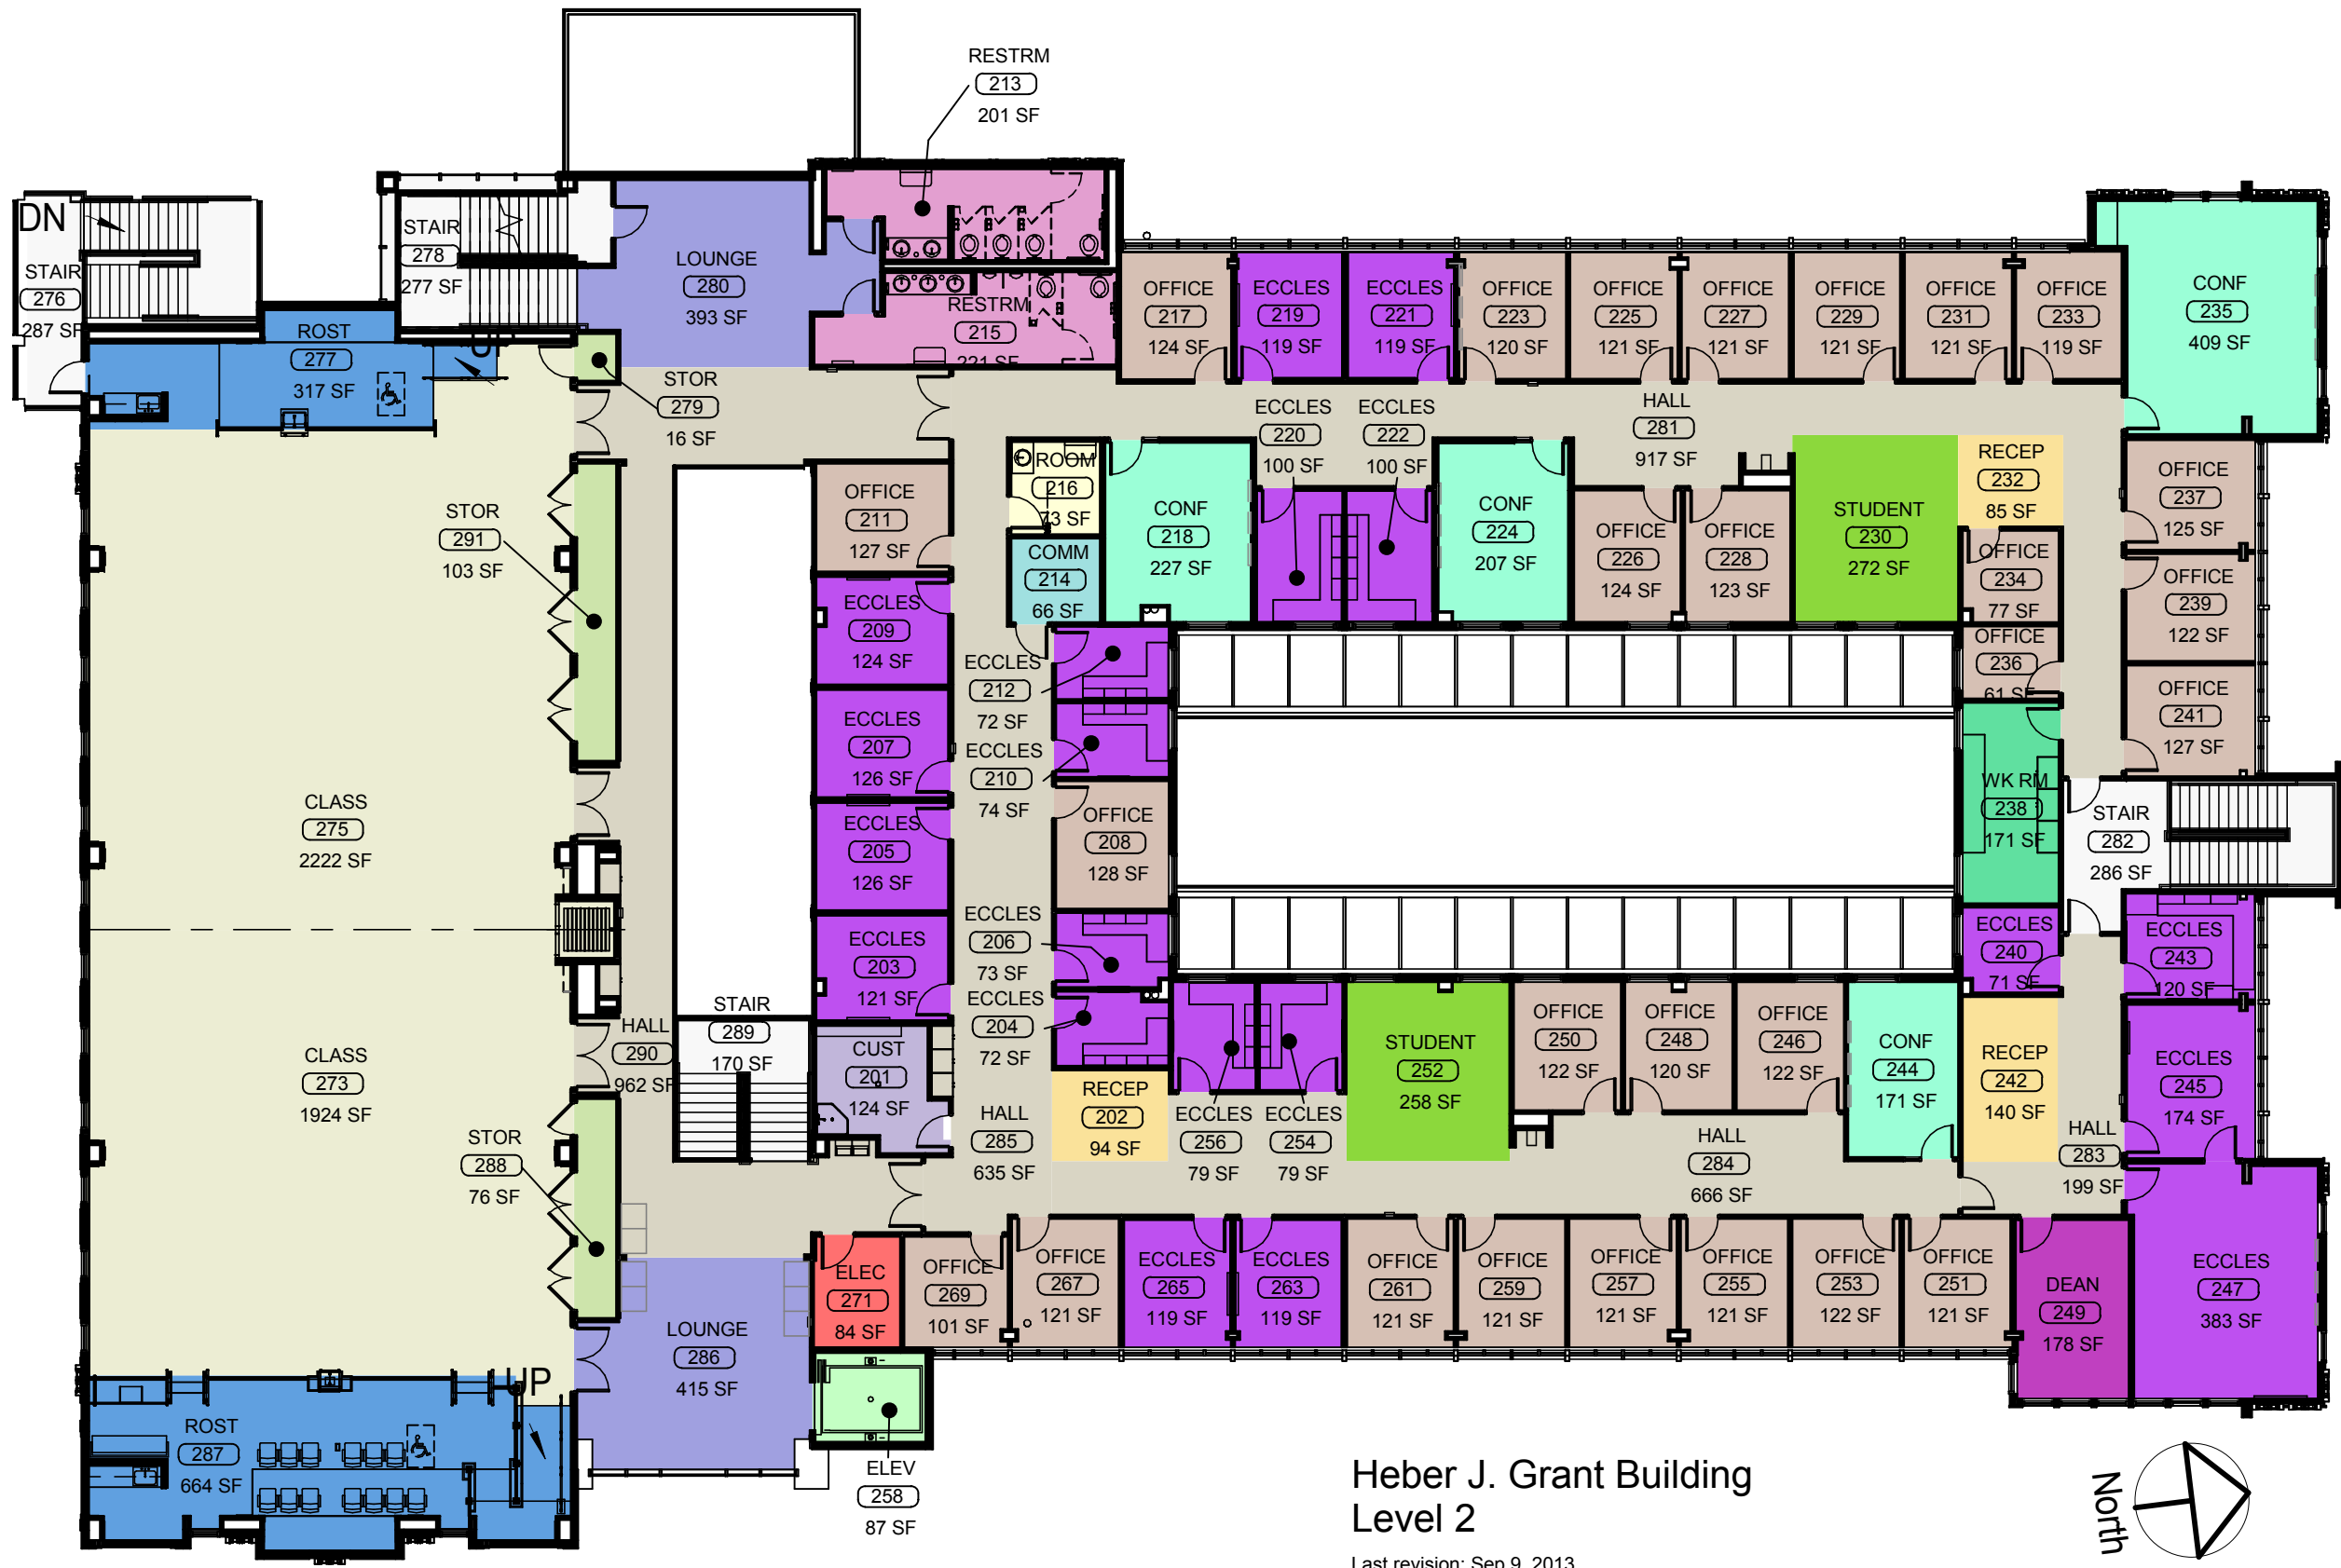 RESTRM
213
201 SF
DN
STAIR
276
287 SF
STAIR
278
277 SF
LOUNGE
280
393 SF
RESTRM
215
221 SF
ROST
277
317 SF
STOR
279
16 SF
OFFICE
217
124 SF
ECCLES
219
119 SF
ECCLES
221
119 SF
OFFICE
223
120 SF
OFFICE
225
121 SF
OFFICE
227
121 SF
OFFICE
229
121 SF
OFFICE
231
121 SF
OFFICE
233
119 SF
CONF
235
409 SF
ECCLES
220
100 SF
ECCLES
222
100 SF
HALL
281
917 SF
RECEP
232
85 SF
OFFICE
237
125 SF
STOR
291
103 SF
OFFICE
211
127 SF
ROOM
216
73 SF
COMM
214
66 SF
CONF
218
227 SF
CONF
224
207 SF
OFFICE
226
124 SF
OFFICE
228
123 SF
STUDENT
230
272 SF
OFFICE
234
77 SF
OFFICE
239
122 SF
ECCLES
209
124 SF
ECCLES
212
72 SF
OFFICE
236
61 SF
OFFICE
241
127 SF
ECCLES
207
126 SF
ECCLES
210
74 SF
CLASS
275
2222 SF
ECCLES
205
126 SF
OFFICE
208
128 SF
WK RM
238
171 SF
STAIR
282
286 SF
ECCLES
203
121 SF
ECCLES
206
73 SF
ECCLES
240
71 SF
ECCLES
243
120 SF
CLASS
273
1924 SF
HALL
290
962 SF
STAIR
289
170 SF
CUST
201
124 SF
ECCLES
204
72 SF
STUDENT
252
258 SF
OFFICE
250
122 SF
OFFICE
248
120 SF
OFFICE
246
122 SF
CONF
244
171 SF
RECEP
242
140 SF
ECCLES
245
174 SF
STOR
288
76 SF
HALL
285
635 SF
RECEP
202
94 SF
ECCLES
256
79 SF
ECCLES
254
79 SF
HALL
284
666 SF
HALL
283
199 SF
LOUNGE
286
415 SF
ELEC
271
84 SF
OFFICE
269
101 SF
OFFICE
267
121 SF
ECCLES
265
119 SF
ECCLES
263
119 SF
OFFICE
261
121 SF
OFFICE
259
121 SF
OFFICE
257
121 SF
OFFICE
255
121 SF
OFFICE
253
122 SF
OFFICE
251
121 SF
DEAN
249
178 SF
ECCLES
247
383 SF
UP
ROST
287
664 SF
ELEV
258
87 SF
Heber J. Grant Building
Level 2
Last revision: Sep 9, 2013
North